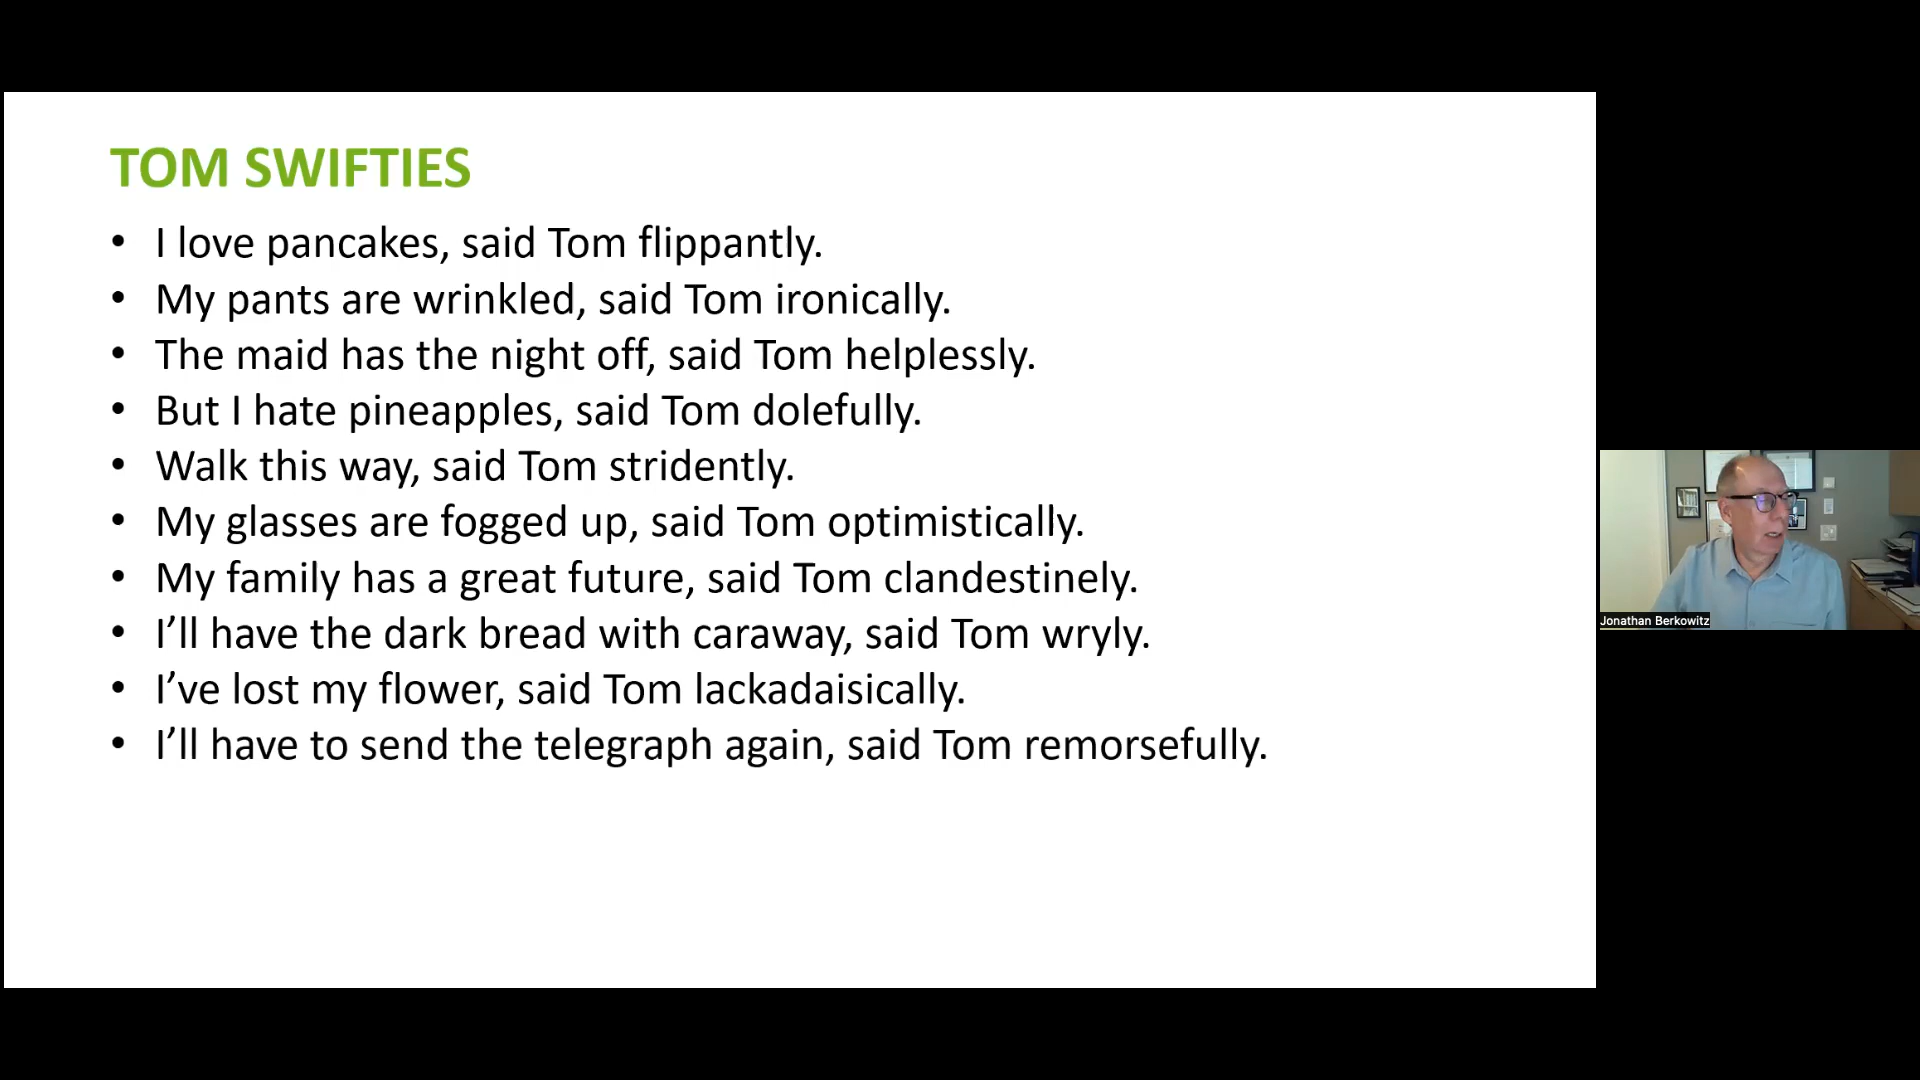 TOM SWIFTIES
• I love pancakes, said Tom flippantly.
• My pants are wrinkled, said Tom ironically.
• The maid has the night off, said Tom helplessly.
• But I hate pineapples, said Tom dolefully.
• Walk this way, said Tom stridently.
• My glasses are fogged up, said Tom optimistically.
• My family has a great future, said Tom clandestinely.
• I’ll have the dark bread with caraway, said Tom wryly.
• I’ve lost my flower, said Tom lackadaisically.
• I’ll have to send the telegraph again, said Tom remorsefully.
Jonathan Berkowitz